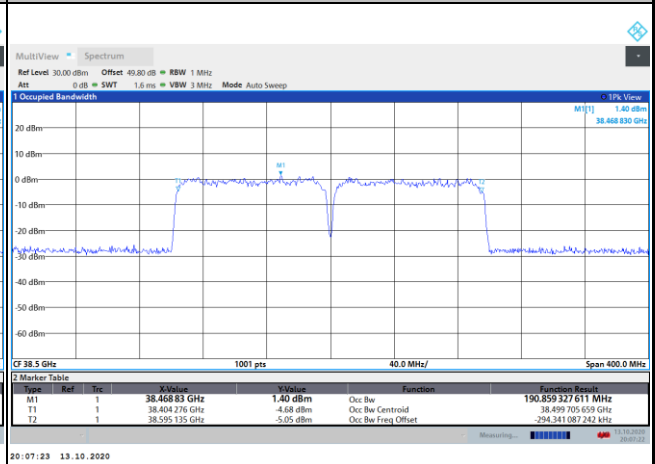 MultiView Spectrum
Ref Level 30.00 dBm Offset 49.80 dB RBW 1 MHz
Att 0 dB SWT 1.6 ms VBW 3 MHz Mode Auto Sweep
1 Occupied Bandwidth 1Pk View
M1[1] 1.40 dBm
38.468 830 GHz
20 dBm
10 dBm
M1
0 dBm
T1 T2
-10 dBm
-20 dBm
-30 dBm
-40 dBm
-50 dBm
-60 dBm
CF 38.5 GHz 1001 pts 40.0 MHz/ Span 400.0 MHz
2 Marker Table
Type Ref Trc X-Value Y-Value Function Function Result
M1 1 38.468 83 GHz 1.40 dBm Occ Bw 190.859 327 611 MHz
T1 1 38.404 276 GHz -4.68 dBm Occ Bw Centroid 38.499 705 659 GHz
T2 1 38.595 135 GHz -5.05 dBm Occ Bw Freq Offset -294.341 087 242 kHz
Measuring... 13.10.2020
20:07:22
20:07:23 13.10.2020